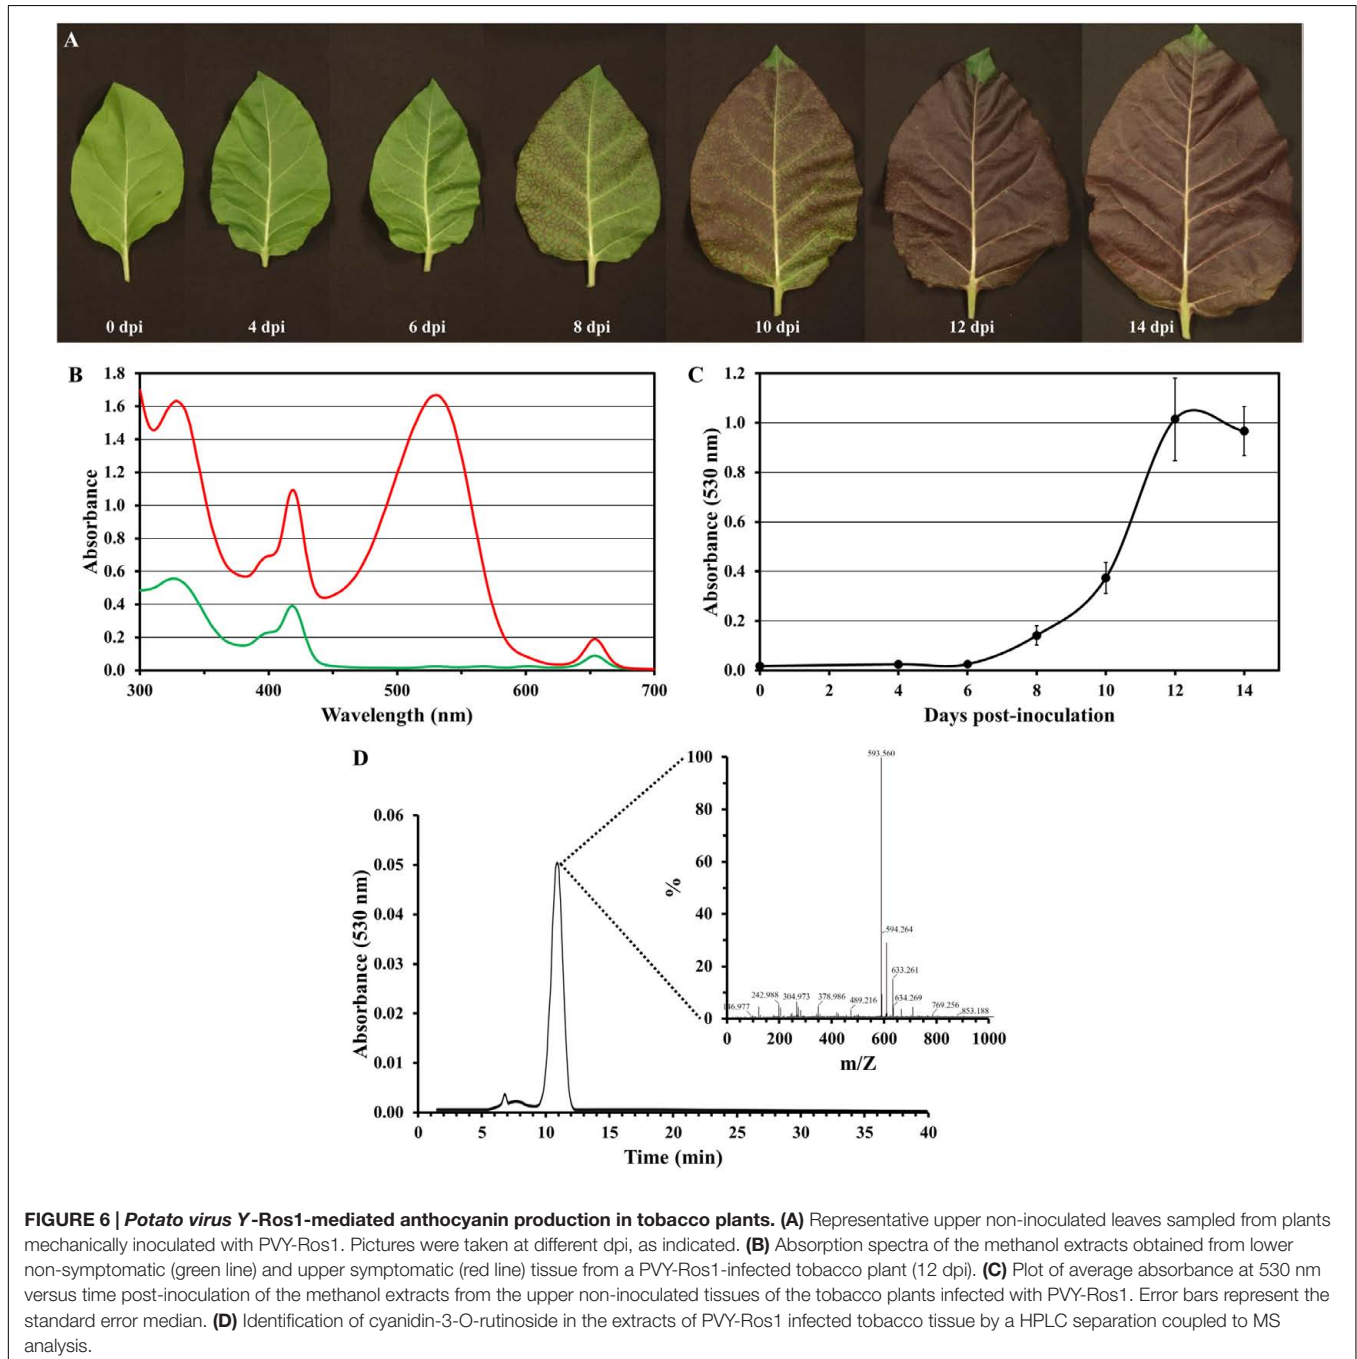 A
0 dpi
4 dpi
6 dpi
8 dpi
10 dpi
12 dpi
14 dpi
B
1.8
1.6
1.4
1.2
1.0
0.8
0.6
0.4
0.2
0.0
Absorbance
300
400
500
600
700
Wavelength (nm)
C
1.2
1.0
0.8
0.6
0.4
0.2
0.0
Absorbance (530 nm)
0
2
4
6
8
10
12
14
Days post-inoculation
D
0.06
0.05
0.04
0.03
0.02
0.01
0.00
Absorbance (530 nm)
0
5
10
15
20
25
30
35
40
Time (min)
100
80
60
40
20
0
%
593.560
594.264
633.261
634.269
242.988
304.973
378.986
489.216
769.256
853.188
0
200
400
600
800
1000
m/Z
FIGURE 6 | Potato virus Y-Ros1-mediated anthocyanin production in tobacco plants. (A) Representative upper non-inoculated leaves sampled from plants
mechanically inoculated with PVY-Ros1. Pictures were taken at different dpi, as indicated. (B) Absorption spectra of the methanol extracts obtained from lower
non-symptomatic (green line) and upper symptomatic (red line) tissue from a PVY-Ros1-infected tobacco plant (12 dpi). (C) Plot of average absorbance at 530 nm
versus time post-inoculation of the methanol extracts from the upper non-inoculated tissues of the tobacco plants infected with PVY-Ros1. Error bars represent the
standard error median. (D) Identification of cyanidin-3-O-rutinoside in the extracts of PVY-Ros1 infected tobacco tissue by a HPLC separation coupled to MS
analysis.